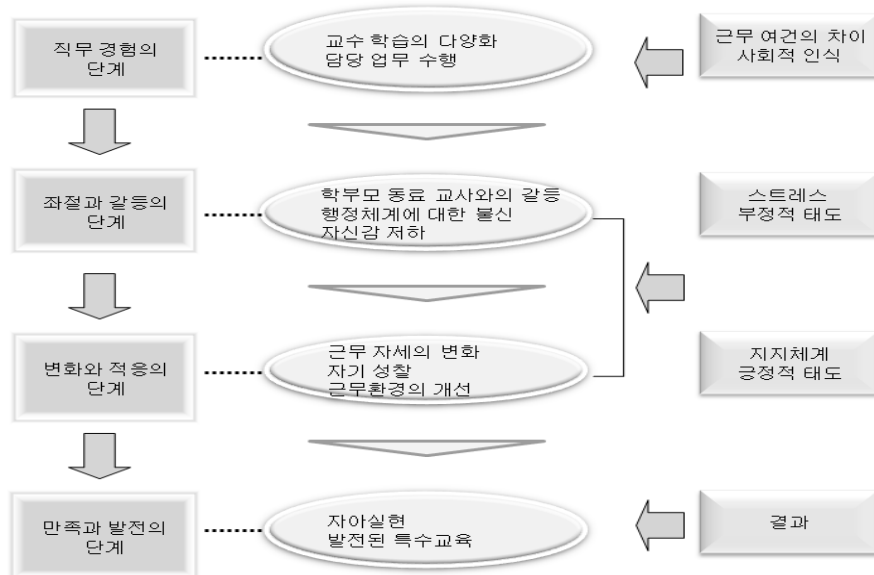 직무 경험의
단계
교수 학습의 다양화
담당 업무 수행
근무 여건의 차이
사회적 인식
좌절과 갈등의
단계
학부모 동료 교사와의 갈등
행정체계에 대한 불신
자신감 저하
스트레스
부정적 태도
변화와 적응의
단계
근무 자세의 변화
자기 성찰
근무환경의 개선
지지체계
긍정적 태도
만족과 발전의
단계
자아실현
발전된 특수교육
결과